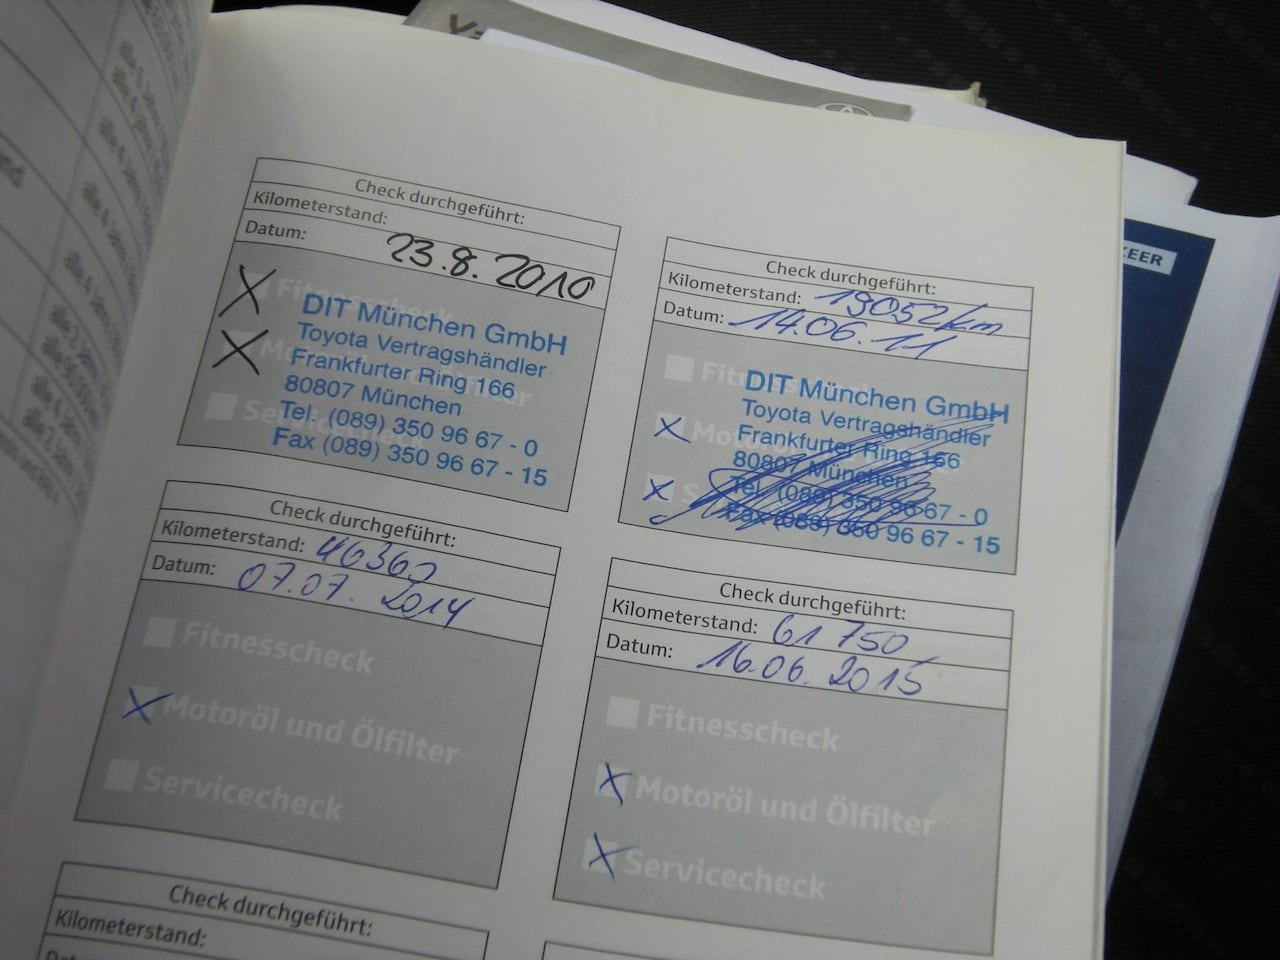 Check durchgeführt:
Kilometerstand:
Datum: 23.8.2010
Fitnesscheck
DIT München GmbH
Toyota Vertragshändler
Frankfurter Ring 166
80807 München
Tel. (089) 350 96 67 - 0
Fax (089) 350 96 67 - 15
Servicecheck
Check durchgeführt:
Kilometerstand: 19052 km
Datum: 14.06.11
DIT München GmbH
Toyota Vertragshändler
Frankfurter Ring 166
80807 München
Tel. (089) 350 96 67 - 0
Fax (089) 350 96 67 - 15
Check durchgeführt:
Kilometerstand: 46360
Datum: 07.07.2014
Fitnesscheck
X Motoröl und Ölfilter
Servicecheck
Check durchgeführt:
Kilometerstand: 61 750
Datum: 16.06.2015
Fitnesscheck
X Motoröl und Ölfilter
X Servicecheck
Check durchgeführt:
Kilometerstand: